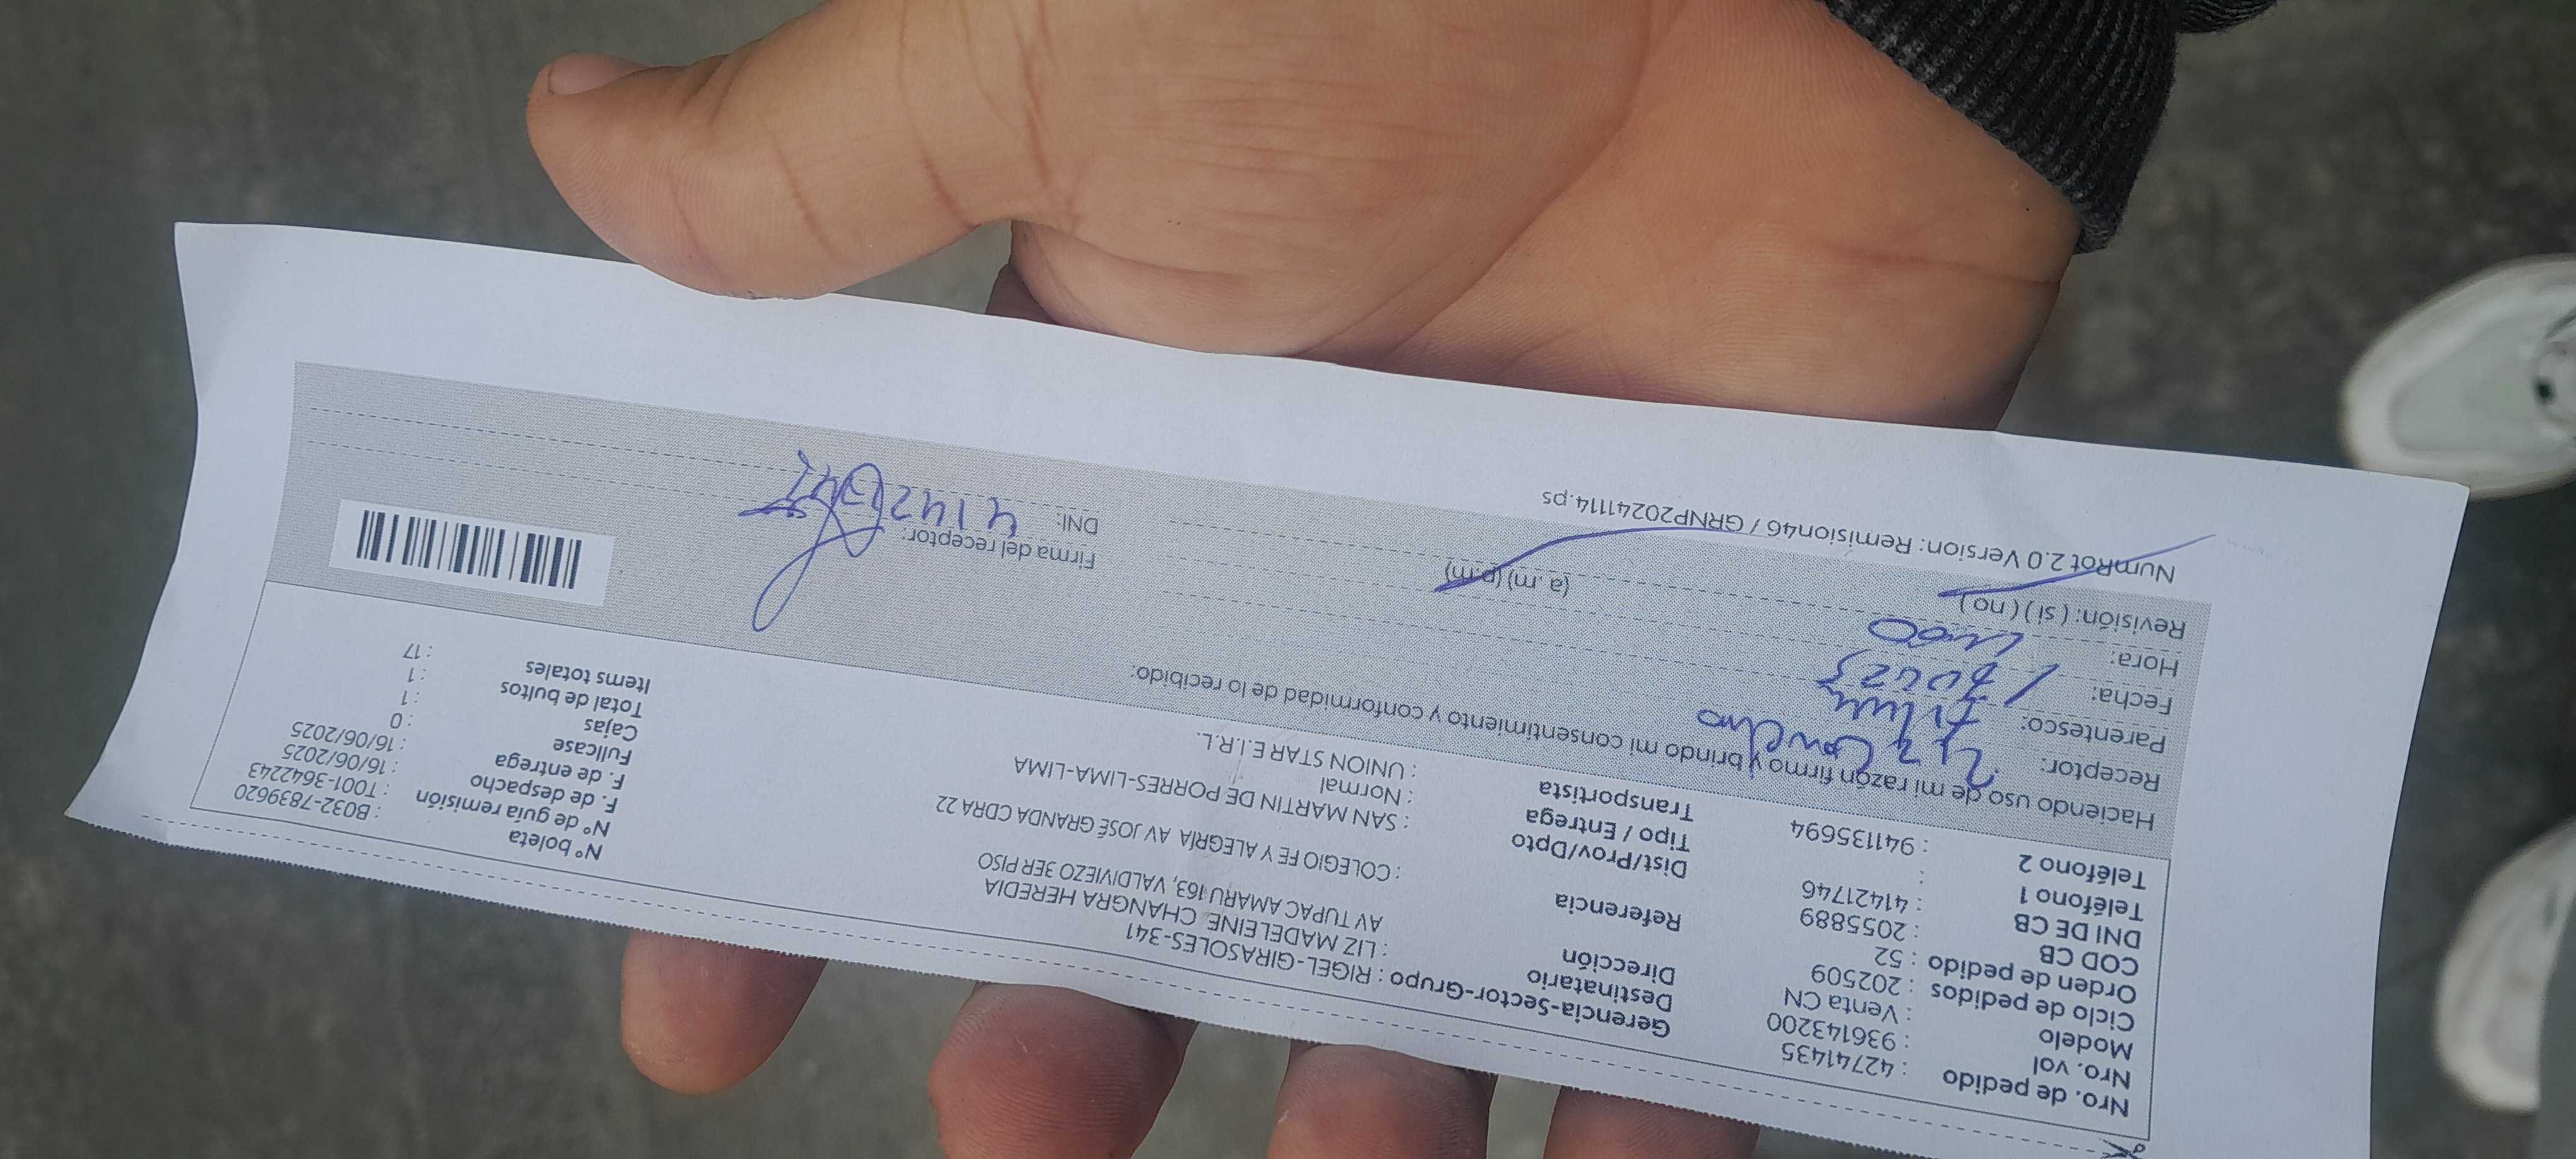 Nro. de pedido : 42741435
Nro. vol : 936143200
Modelo : Venta CN
Ciclo de pedidos : 202509
Orden de pedido : 52
COD CB : 2055889
DNI DE CB : 41421746
Teléfono 1 :
Teléfono 2 : 941135694
Gerencia-Sector-Grupo : RIGEL-GIRASOLES-341
Destinatario : LIZ MADELEINE CHANGRA HEREDIA
Dirección AV TUPAC AMARU 163, VALDIVIEZO 3ER PISO
Referencia : COLEGIO FE Y ALEGRÍA AV JOSÉ GRANDA CDRA 22
Dist/Prov/Dpto : SAN MARTIN DE PORRES-LIMA-LIMA
Tipo / Entrega : Normal
Transportista : UNION STAR E.I.R.L.
N° boleta : B032-7839620
N° de guía remisión : T001-3642243
F. de despacho : 16/06/2025
F. de entrega : 16/06/2025
Fullcase : 0
Cajas : 1
Total de bultos : 1
Items totales : 17
Haciendo uso de mi razón firmo y brindo mi consentimiento y conformidad de lo recibido:
Receptor:
Parentesco:
Fecha:
Hora:
Revisión: ( si ) ( no )
(a .m) (p.m)
Firma del receptor:
DNI:
NumRot 2.0 Version: Remision46 / GRNP20241114.ps